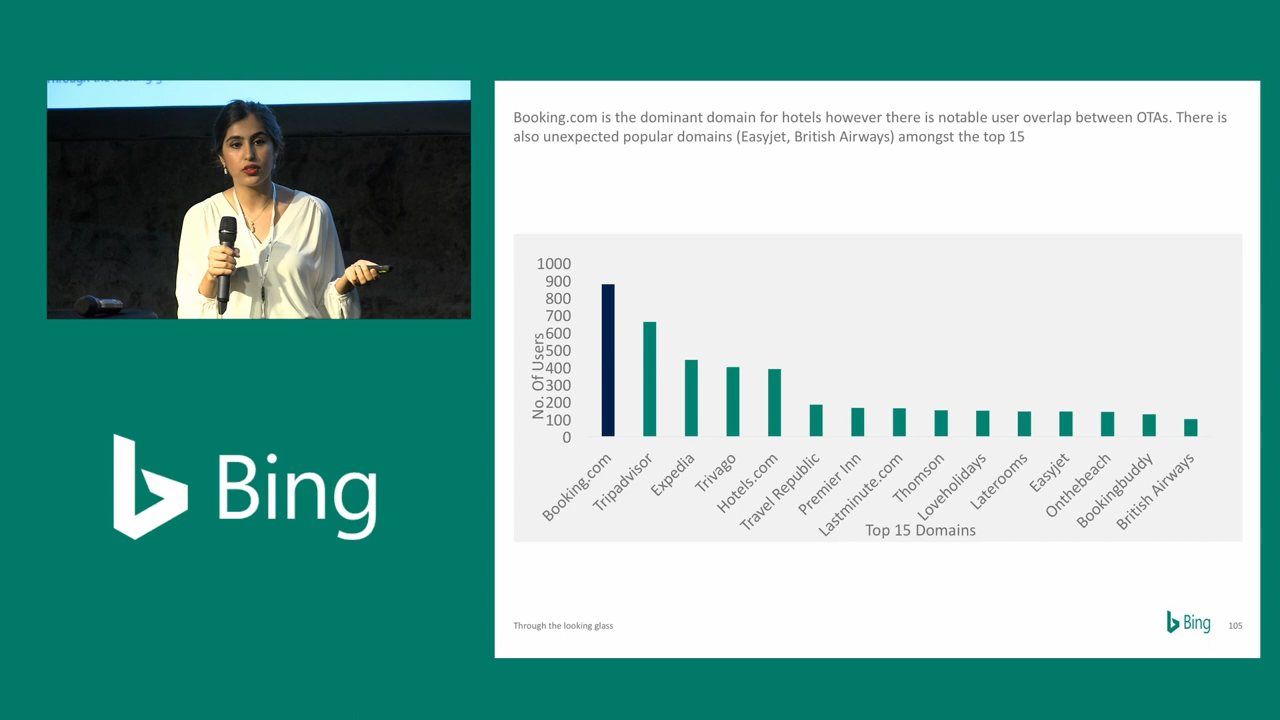 Through the looking g
Booking.com is the dominant domain for hotels however there is notable user overlap between OTAs. There is
also unexpected popular domains (Easyjet, British Airways) amongst the top 15
1000
900
800
700
600
500
400
300
200
100
0
No. Of Users
Booking.com
Tripadvisor
Expedia
Trivago
Hotels.com
Travel Republic
Premier Inn
Lastminute.com
Thomson
Loveholidays
Laterooms
Easyjet
Onthebeach
Bookingbuddy
British Airways
Top 15 Domains
Bing
Through the looking glass
Bing
105